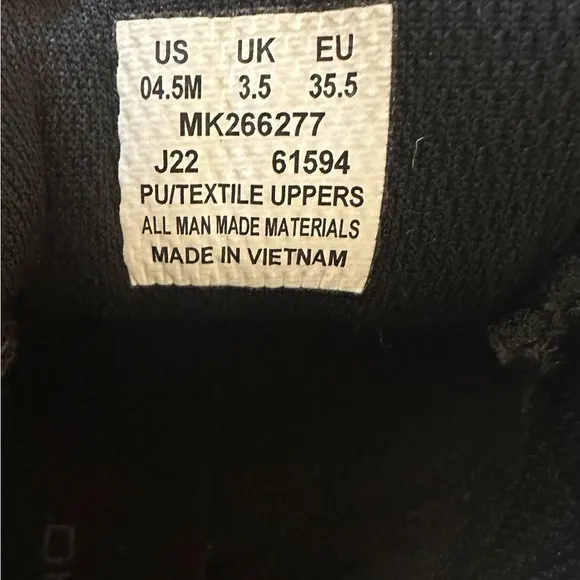 US UK EU
04.5M 3.5 35.5
MK266277
J22 61594
PU/TEXTILE UPPERS
ALL MAN MADE MATERIALS
MADE IN VIETNAM